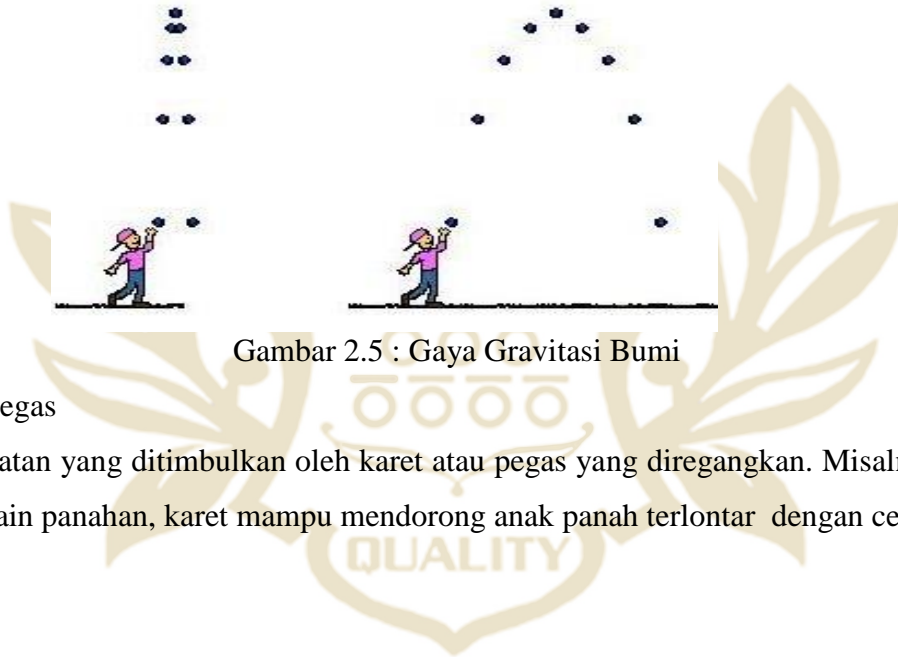 Gambar 2.5 : Gaya Gravitasi Bumi
egas
atan yang ditimbulkan oleh karet atau pegas yang diregangkan. Misaln
ain panahan, karet mampu mendorong anak panah terlontar dengan ce
QUALITY